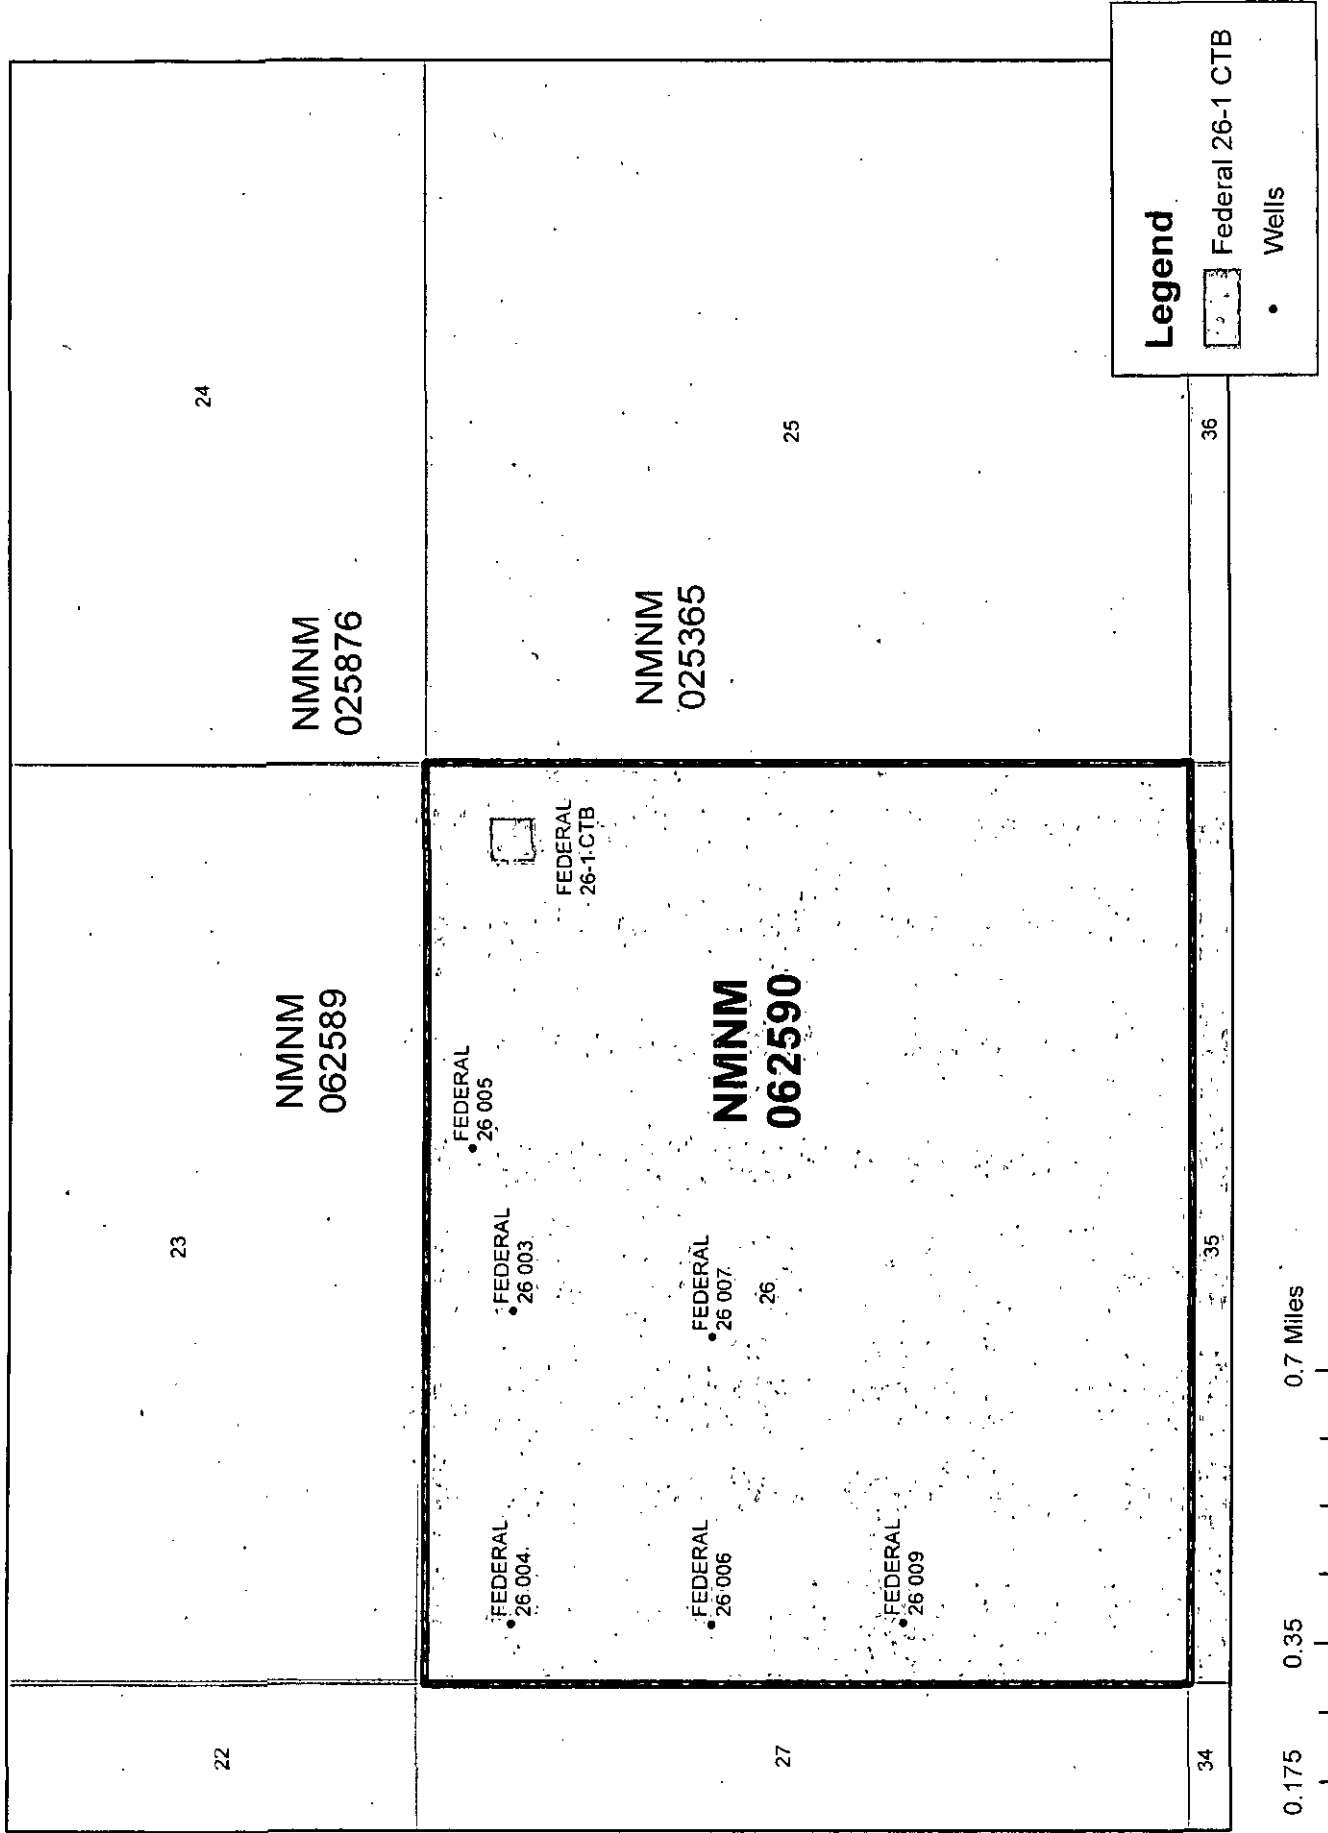 22
23
24
NMNM
062589
NMNM
025876
FEDERAL
26 004
FEDERAL
26 003
FEDERAL
26 005
FEDERAL
26-1 CTB
NMNM
025365
FEDERAL
26 006
FEDERAL
26 007
NMNM
062590
27
26
25
FEDERAL
26 009
34
35
36
Legend
Federal 26-1 CTB
Wells
0.175
0.35
0.7 Miles